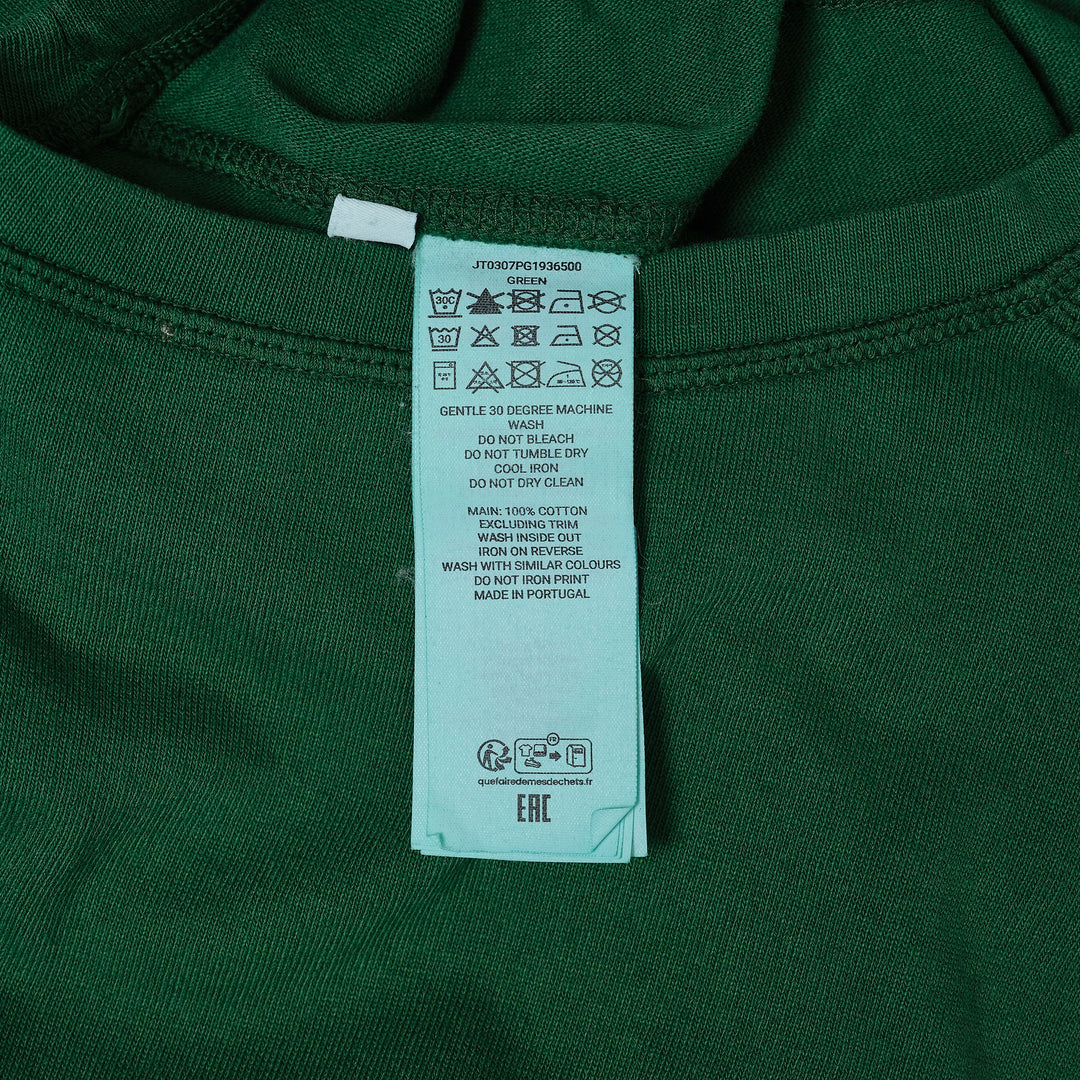 JT0307PG1936500
GREEN
30C
30
GENTLE 30 DEGREE MACHINE
WASH
DO NOT BLEACH
DO NOT TUMBLE DRY
COOL IRON
DO NOT DRY CLEAN
MAIN: 100% COTTON
EXCLUDING TRIM
WASH INSIDE OUT
IRON ON REVERSE
WASH WITH SIMILAR COLOURS
DO NOT IRON PRINT
MADE IN PORTUGAL
FR
quefairedemesdechets.fr
EAC